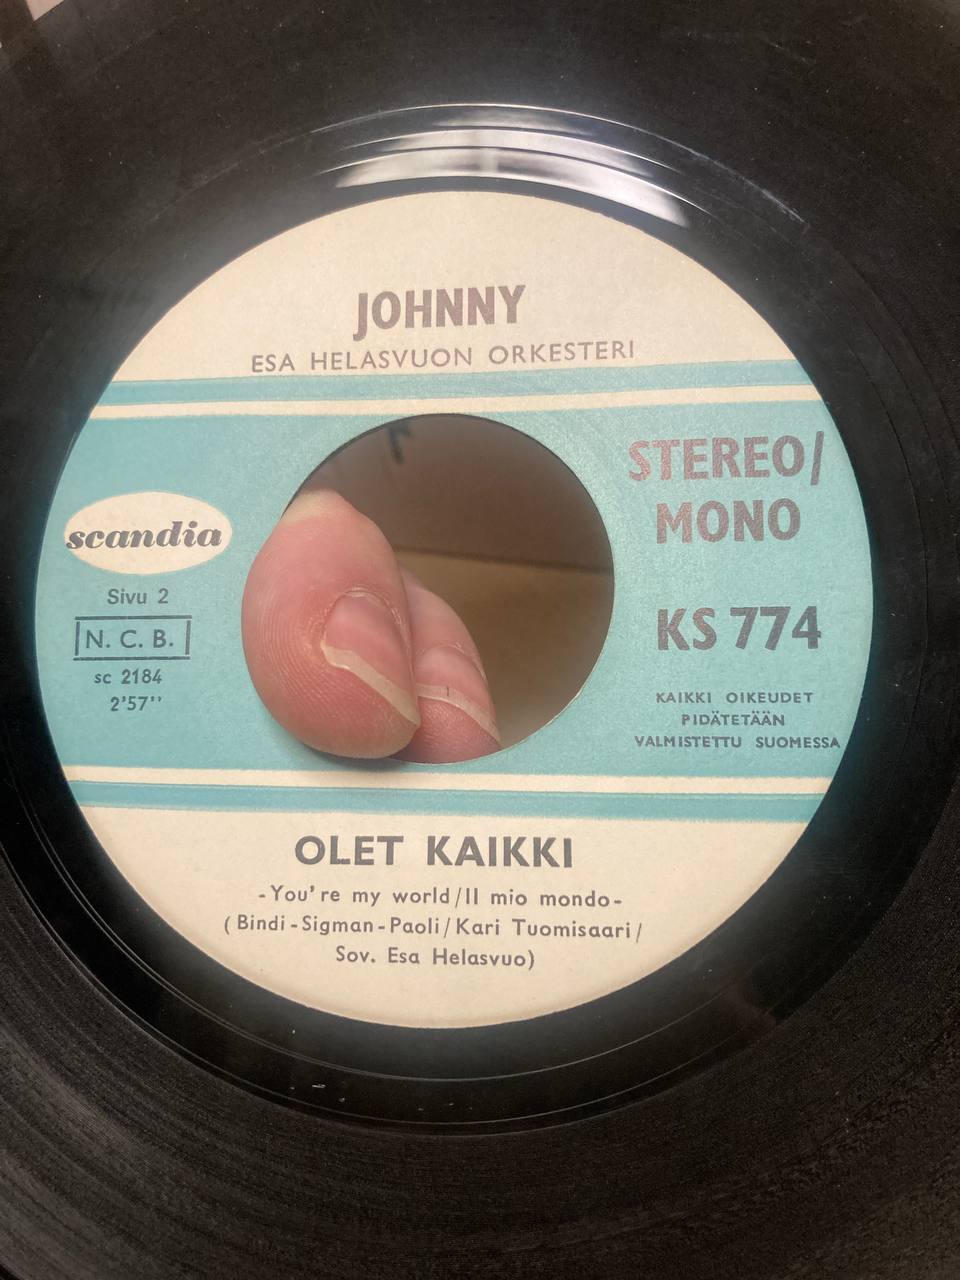 JOHNNY
ESA HELASVUON ORKESTERI
STEREO/
MONO
scandia
Sivu 2
N. C. B.
sc 2184
2'57''
KS 774
KAIKKI OIKEUDET
PIDÄTETÄÄN
VALMISTETTU SUOMESSA
OLET KAIKKI
-You're my world/Il mio mondo-
(Bindi-Sigman-Paoli/Kari Tuomisaari/
Sov. Esa Helasvuo)